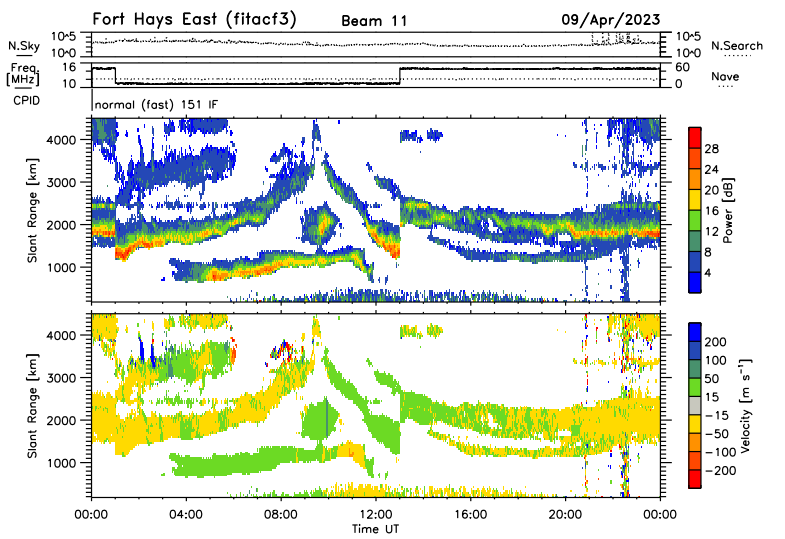 Fort Hays East (fitacf3) Beam 11 09/Apr/2023
N.Sky 10^5 10^0 10^5 10^0 N.Search
Freq. [MHz] 16 10 60 0 Nave
CPID normal (fast) 151 IF
Slant Range [km] 4000 3000 2000 1000
Power [dB] 28 24 20 16 12 8 4
Slant Range [km] 4000 3000 2000 1000
Velocity [m s⁻¹] 200 100 50 15 −15 −50 −100 −200
00:00 04:00 08:00 12:00 16:00 20:00 00:00
Time UT